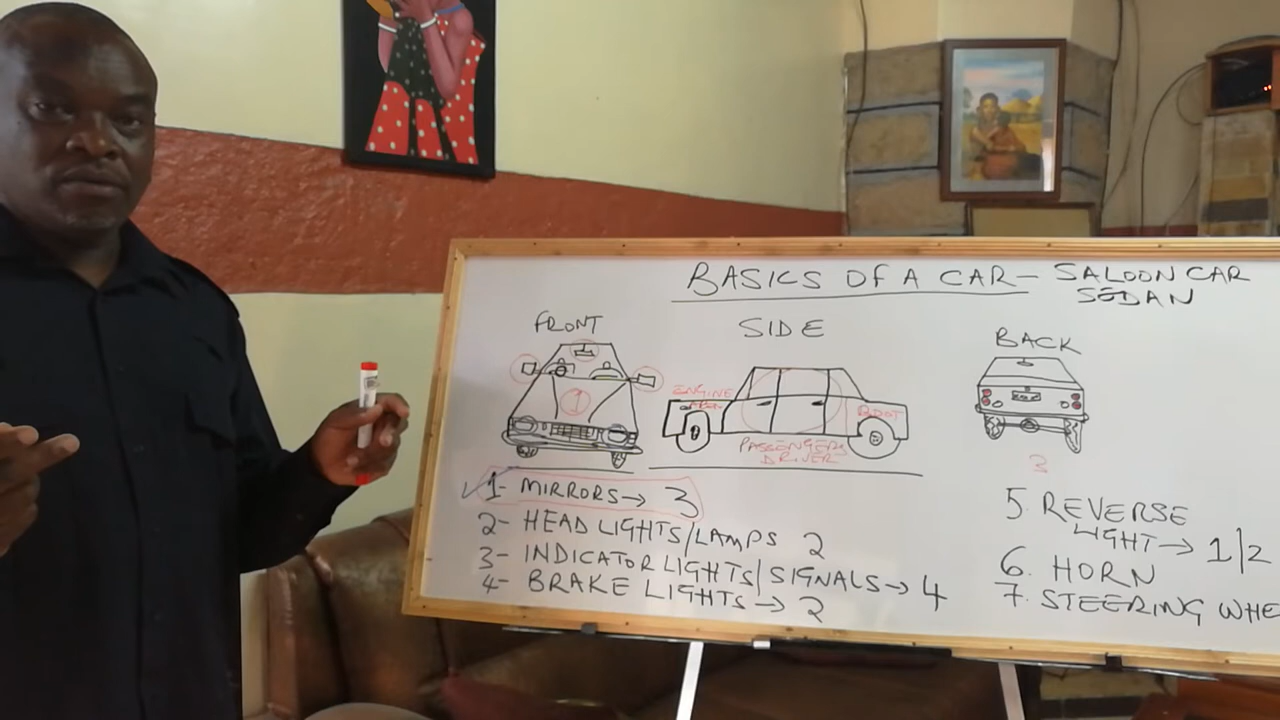 BASICS OF A CAR - SALOON CAR
SEDAN
FRONT
SIDE
BACK
1
ENGINE
AREA
BOOT
PASSENGERS
DRIVER
3
1- MIRRORS → 3
2- HEAD LIGHTS/LAMPS 2
3- INDICATOR LIGHTS/SIGNALS → 4
4- BRAKE LIGHTS → 2
5. REVERSE
LIGHT → 1/2
6. HORN
7. STEERING WHE